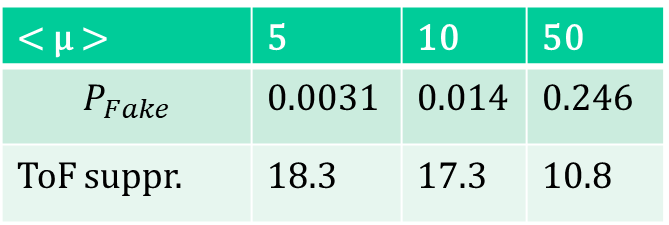 < μ > 5 10 50
P_Fake 0.0031 0.014 0.246
ToF suppr. 18.3 17.3 10.8